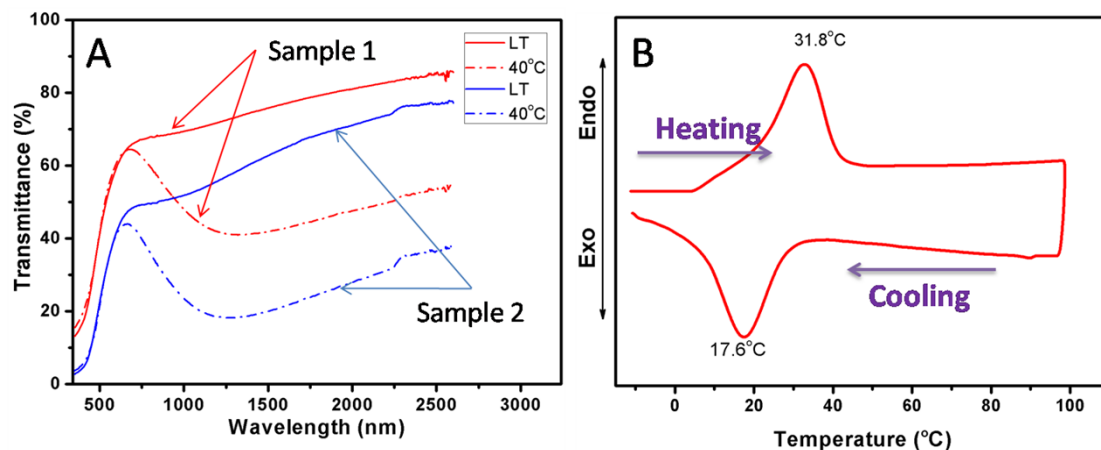 A
Sample 1
LT
40°C
LT
40°C
Sample 2
100
80
60
40
20
0
Transmittance (%)
500
1000
1500
2000
2500
3000
Wavelength (nm)
B
31.8°C
Heating
Endo
Exo
Cooling
17.6°C
0
20
40
60
80
100
Temperature (°C)